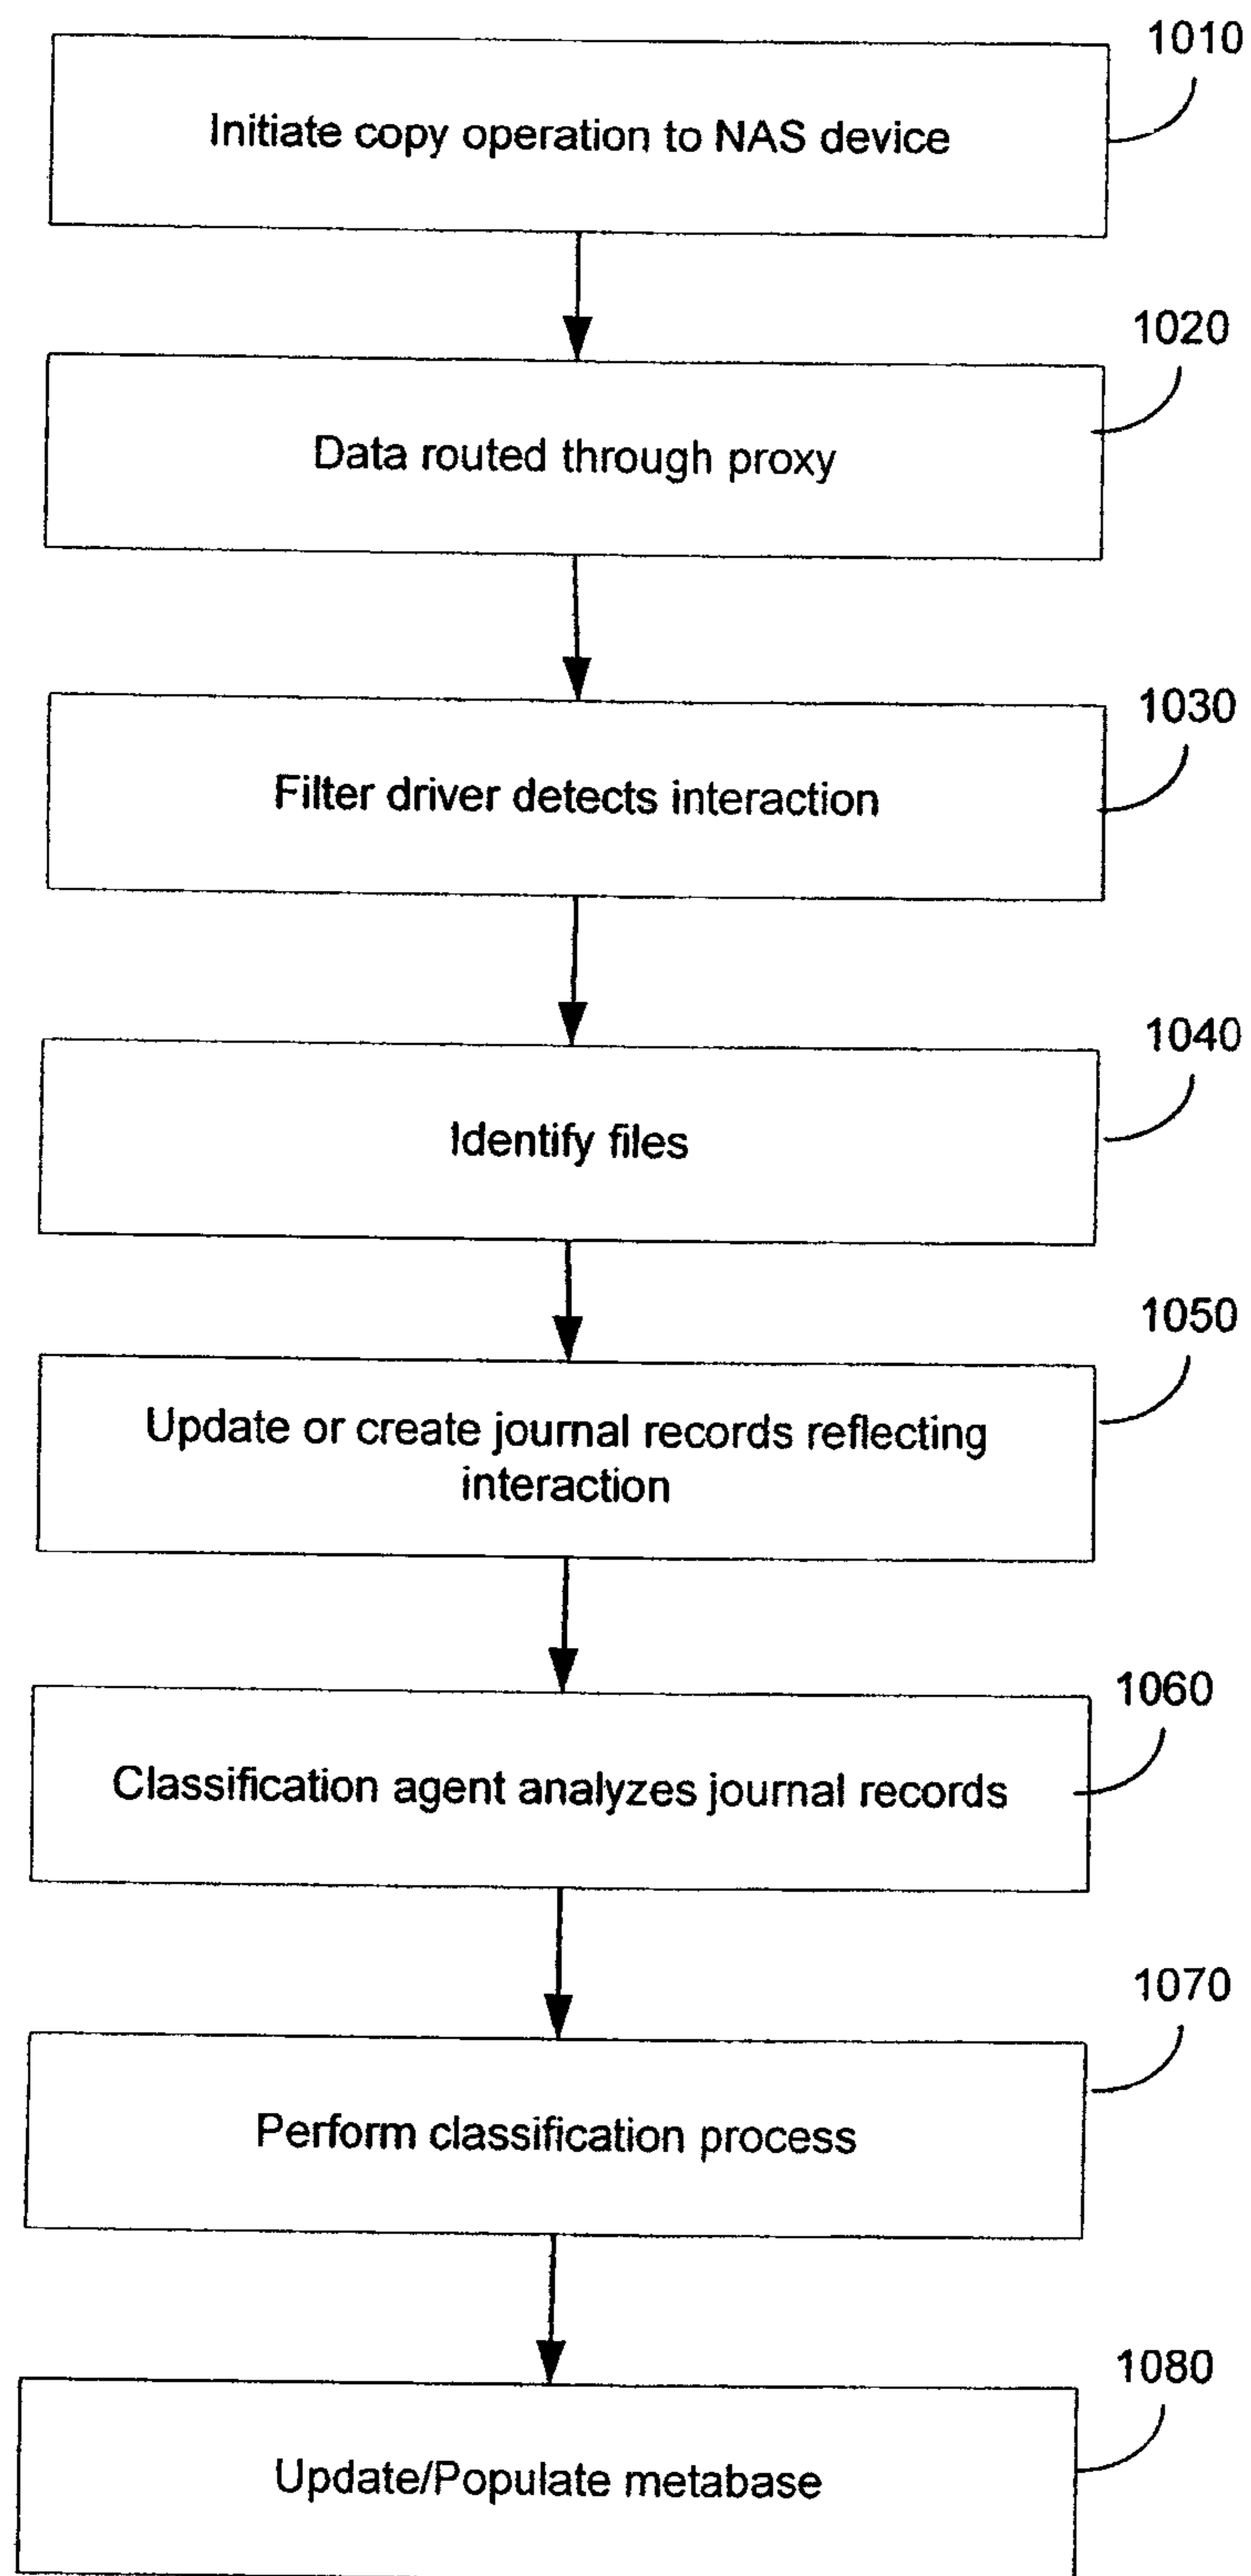 1010
Initiate copy operation to NAS device
1020
Data routed through proxy
1030
Filter driver detects interaction
1040
Identify files
1050
Update or create journal records reflecting
interaction
1060
Classification agent analyzes journal records
1070
Perform classification process
1080
Update/Populate metabase